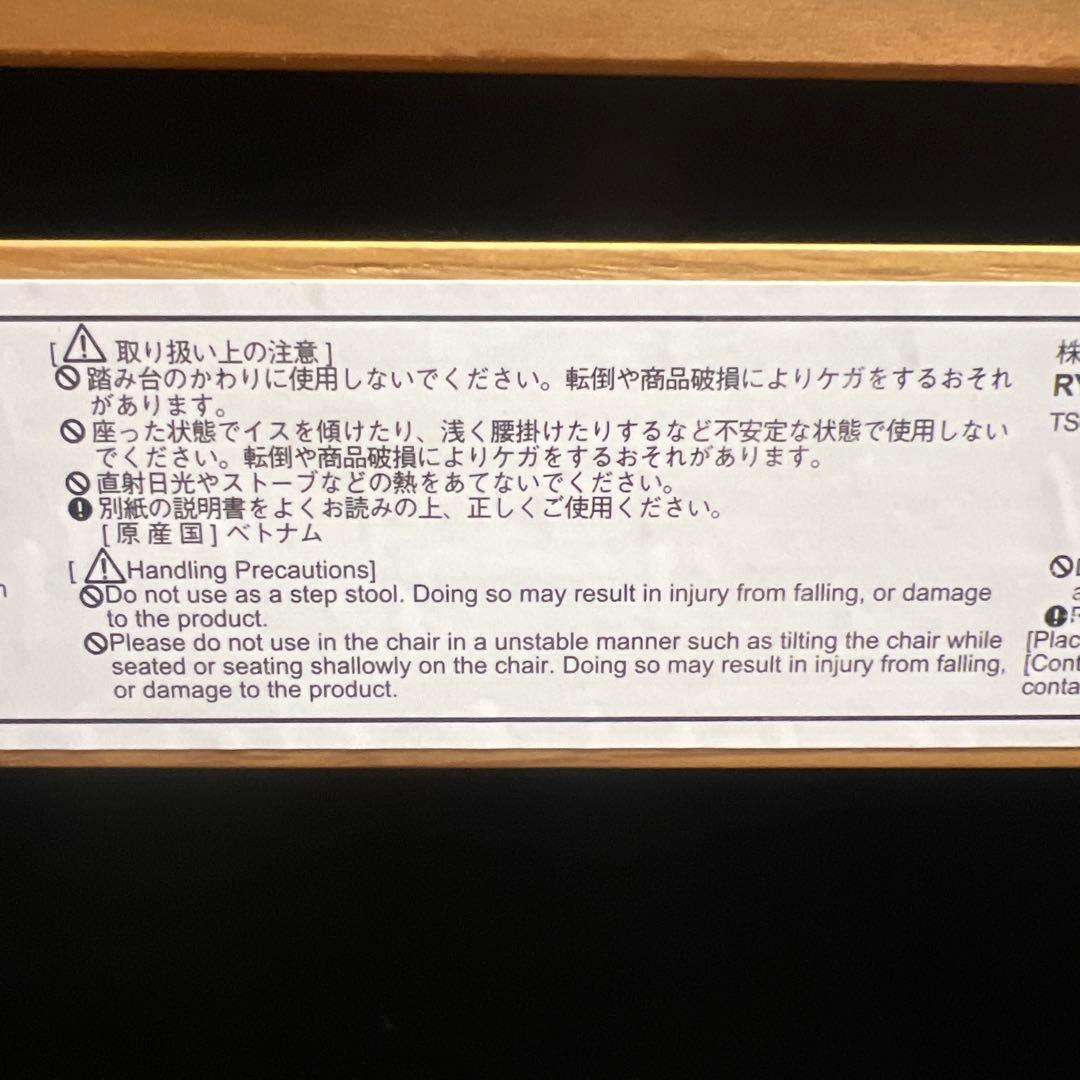 [⚠取り扱い上の注意]
🚫踏み台のかわりに使用しないでください。転倒や商品破損によりケガをするおそれ
があります。
🚫座った状態でイスを傾けたり、浅く腰掛けたりするなど不安定な状態で使用しない
でください。転倒や商品破損によりケガをするおそれがあります。
🚫直射日光やストーブなどの熱をあてないでください。
❗別紙の説明書をよくお読みの上、正しくご使用ください。
[原産国]ベトナム
[⚠Handling Precautions]
🚫Do not use as a step stool. Doing so may result in injury from falling, or damage
to the product.
🚫Please do not use in the chair in a unstable manner such as tilting the chair while
seated or seating shallowly on the chair. Doing so may result in injury from falling,
or damage to the product.
株
TS
[Plac
[Cont
conta